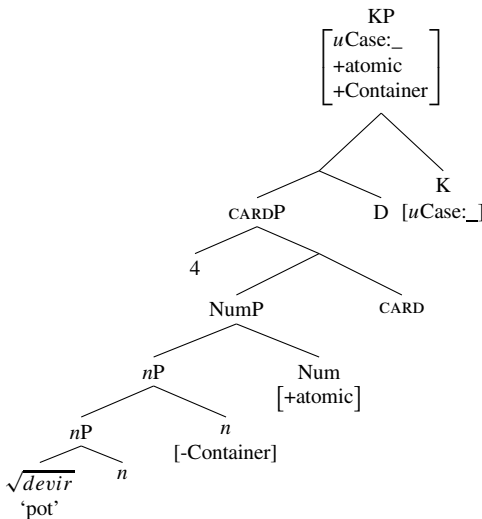 KP
[uCase:_
+atomic
+Container]
CARDP D K
[uCase:_]
4
NumP CARD
nP Num
[+atomic]
nP n
[-Container]
√devir n
‘pot’